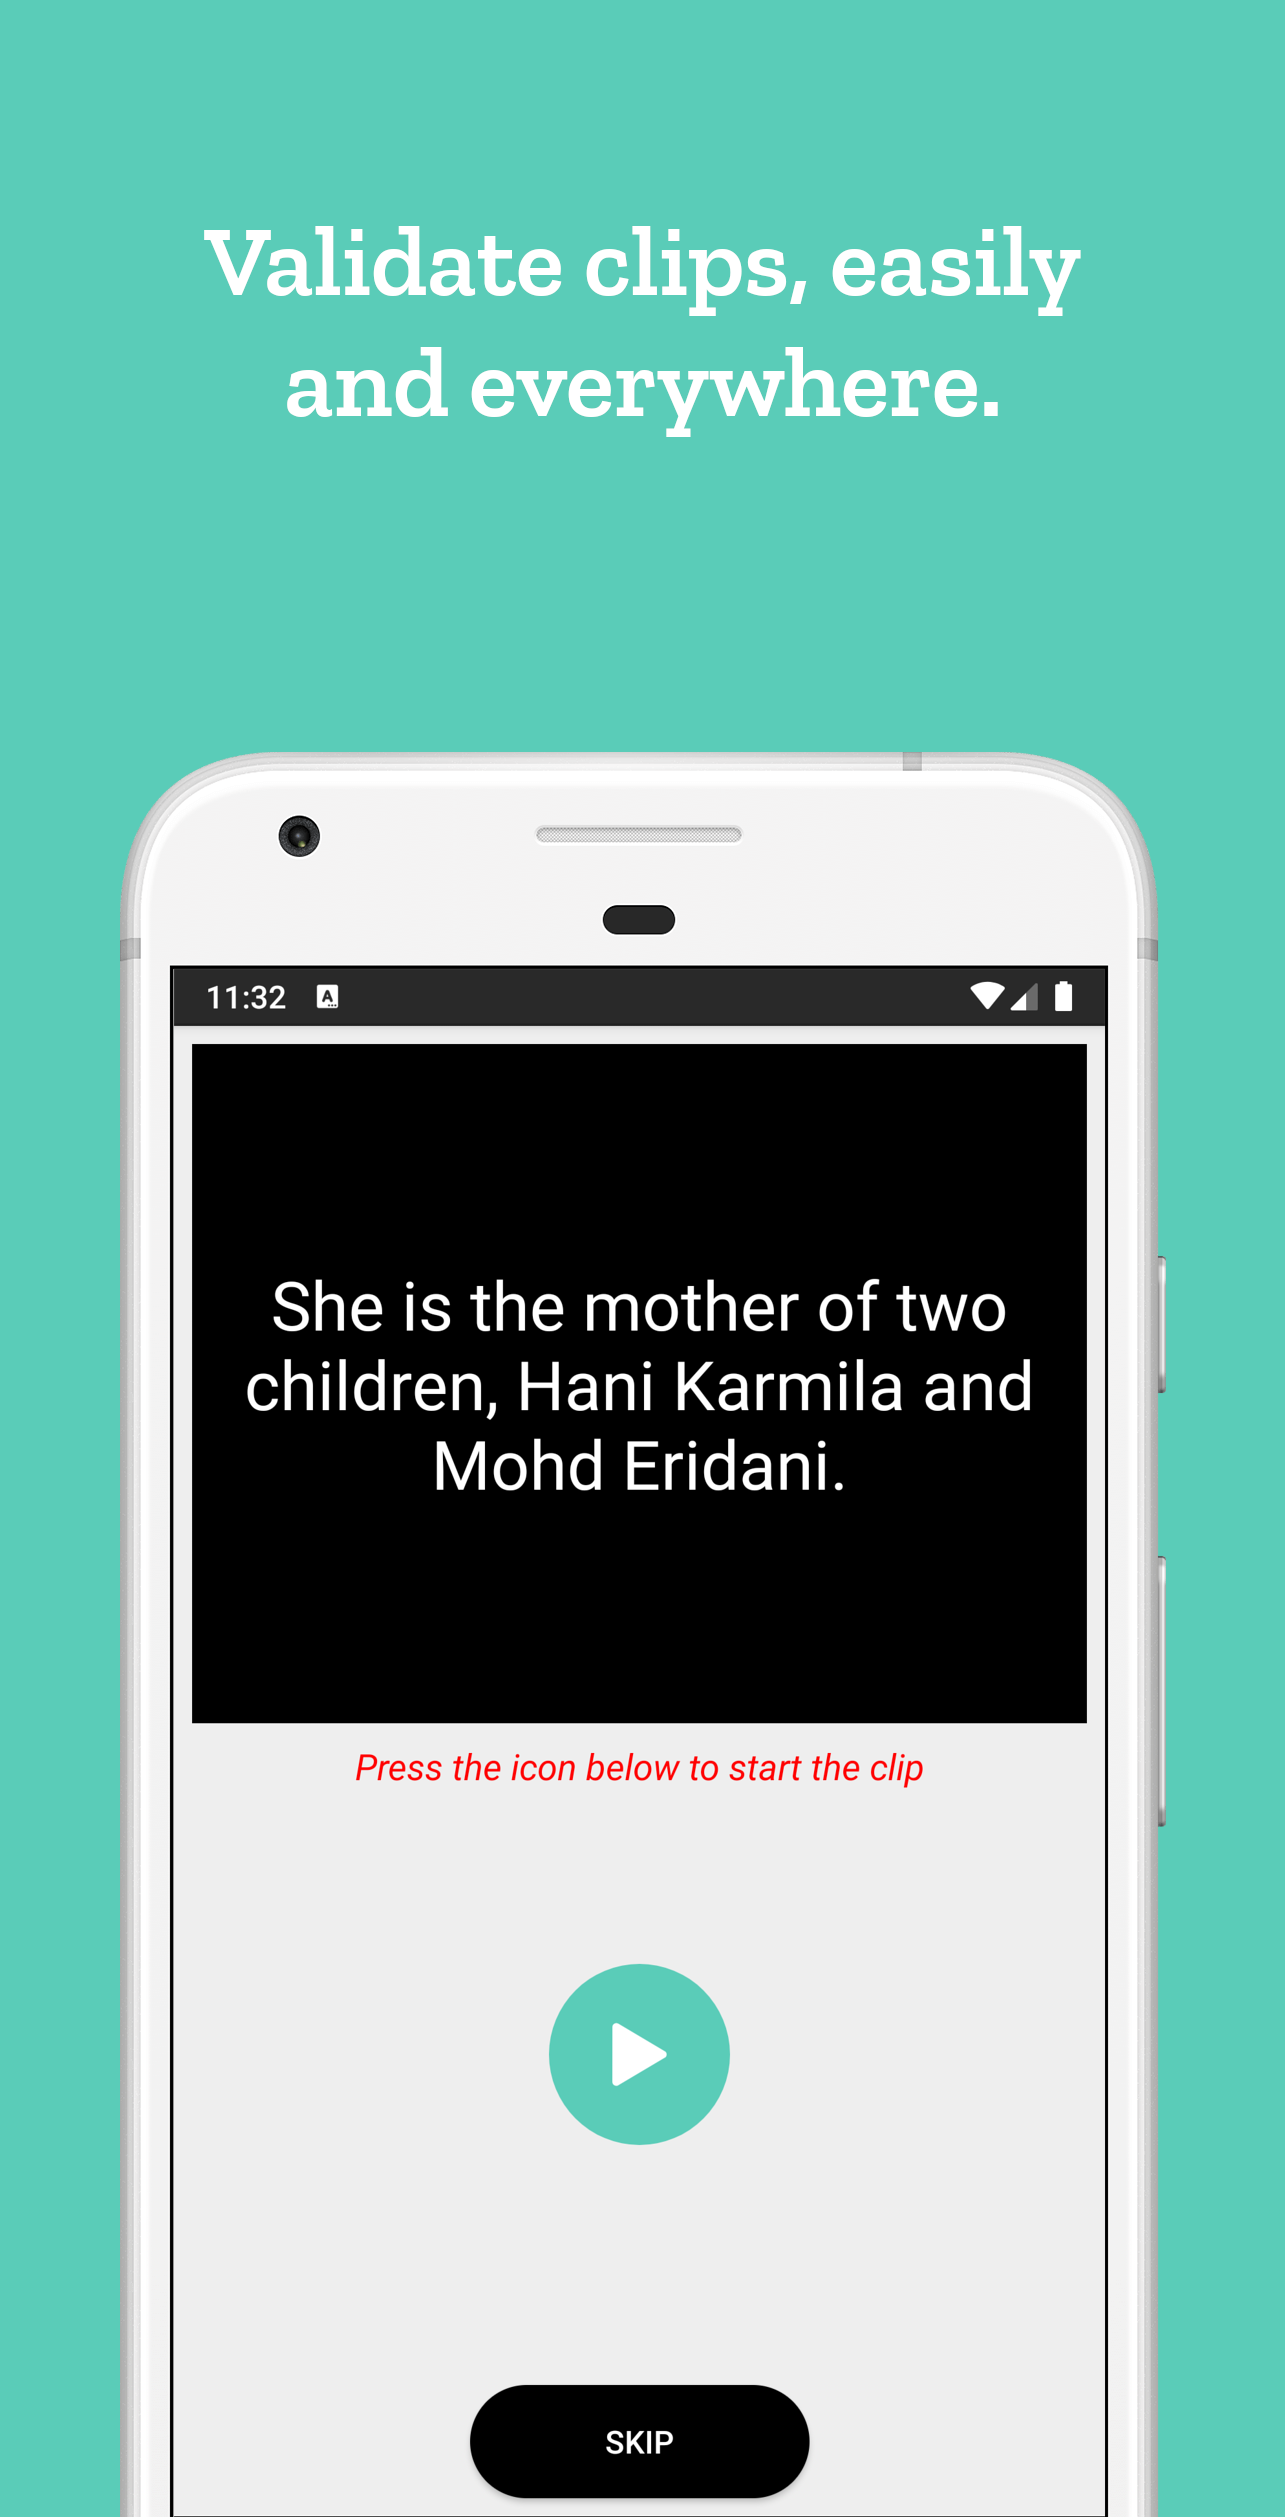 Validate clips, easily
and everywhere.
11:32
She is the mother of two
children, Hani Karmila and
Mohd Eridani.
Press the icon below to start the clip
SKIP